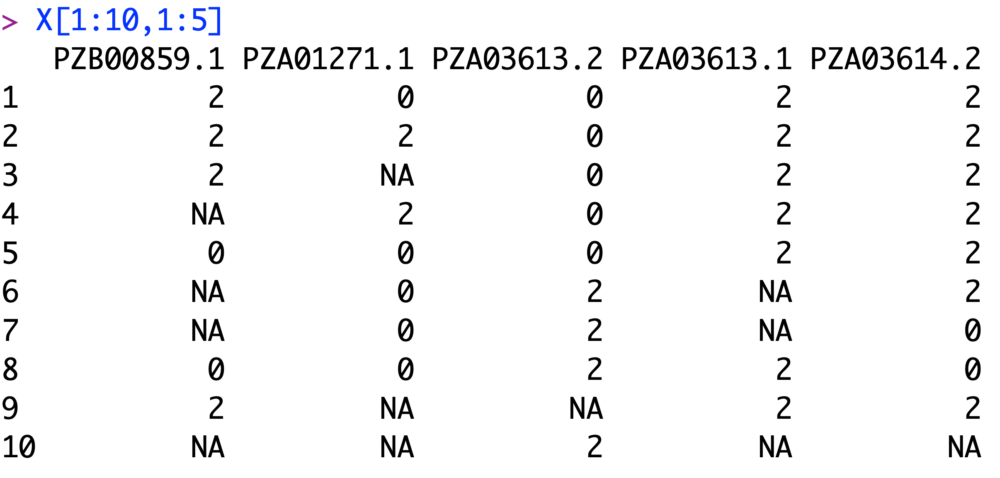 > X[1:10,1:5]
   PZB00859.1 PZA01271.1 PZA03613.2 PZA03613.1 PZA03614.2
1           2          0          0          2          2
2           2          2          0          2          2
3           2         NA          0          2          2
4          NA          2          0          2          2
5           0          0          0          2          2
6          NA          0          2         NA          2
7          NA          0          2         NA          0
8           0          0          2          2          0
9           2         NA         NA          2          2
10         NA         NA          2         NA         NA